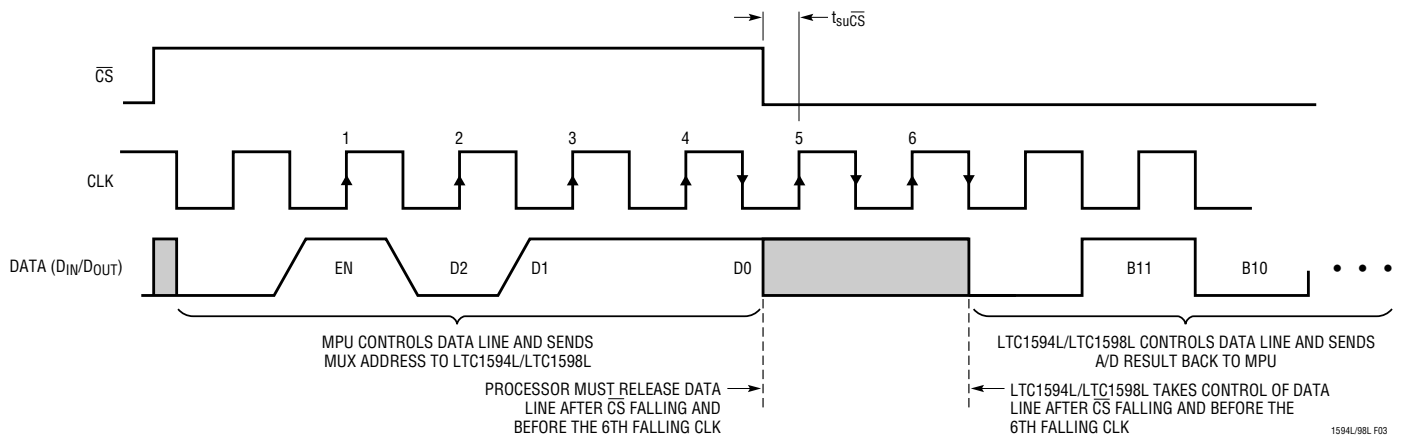 tsuCS
CS
1 2 3 4 5 6
CLK
DATA (DIN/DOUT)
EN D2 D1 D0 B11 B10 • • •
MPU CONTROLS DATA LINE AND SENDS
MUX ADDRESS TO LTC1594L/LTC1598L
LTC1594L/LTC1598L CONTROLS DATA LINE AND SENDS
A/D RESULT BACK TO MPU
PROCESSOR MUST RELEASE DATA
LINE AFTER CS FALLING AND
BEFORE THE 6TH FALLING CLK
LTC1594L/LTC1598L TAKES CONTROL OF DATA
LINE AFTER CS FALLING AND BEFORE THE
6TH FALLING CLK
1594L/98L F03